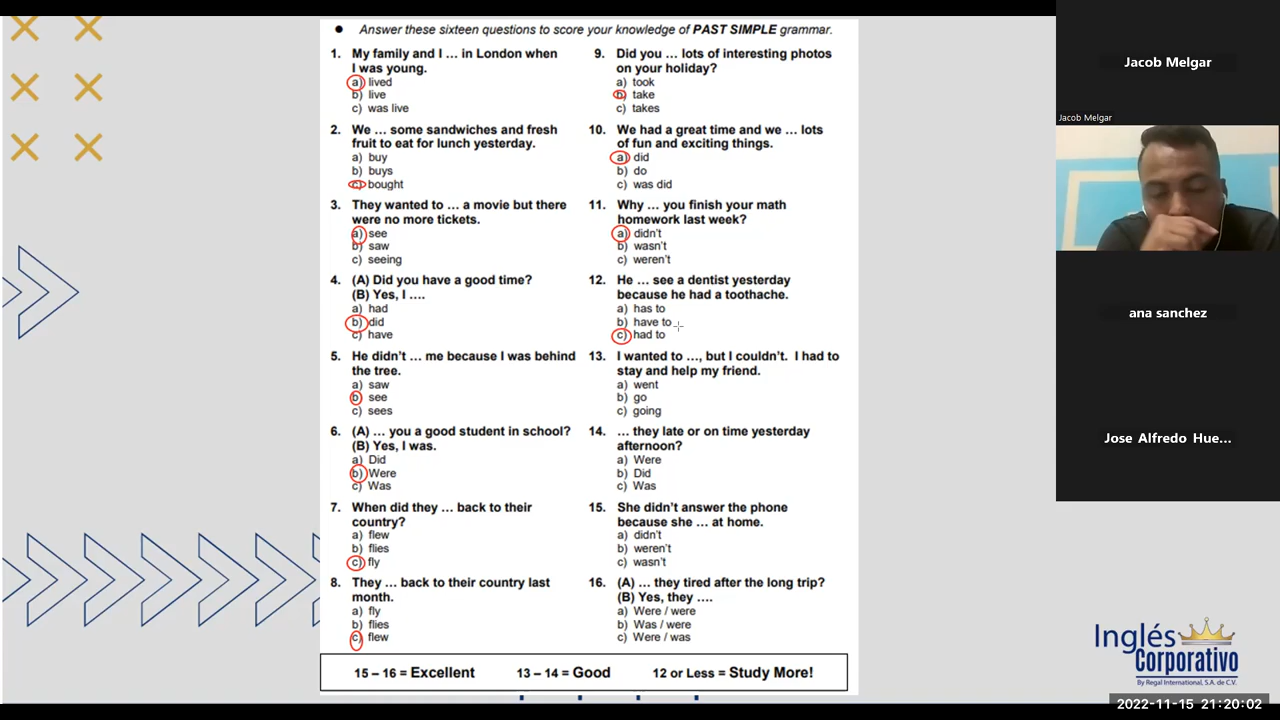 ● Answer these sixteen questions to score your knowledge of PAST SIMPLE grammar.
1. My family and I … in London when
I was young.
a) lived
b) live
c) was live
2. We … some sandwiches and fresh
fruit to eat for lunch yesterday.
a) buy
b) buys
c) bought
3. They wanted to … a movie but there
were no more tickets.
a) see
b) saw
c) seeing
4. (A) Did you have a good time?
(B) Yes, I ….
a) had
b) did
c) have
5. He didn't … me because I was behind
the tree.
a) saw
b) see
c) sees
6. (A) … you a good student in school?
(B) Yes, I was.
a) Did
b) Were
c) Was
7. When did they … back to their
country?
a) flew
b) flies
c) fly
8. They … back to their country last
month.
a) fly
b) flies
c) flew
9. Did you … lots of interesting photos
on your holiday?
a) took
b) take
c) takes
10. We had a great time and we … lots
of fun and exciting things.
a) did
b) do
c) was did
11. Why … you finish your math
homework last week?
a) didn't
b) wasn't
c) weren't
12. He … see a dentist yesterday
because he had a toothache.
a) has to
b) have to
c) had to
13. I wanted to …, but I couldn't. I had to
stay and help my friend.
a) went
b) go
c) going
14. … they late or on time yesterday
afternoon?
a) Were
b) Did
c) Was
15. She didn't answer the phone
because she … at home.
a) didn't
b) weren't
c) wasn't
16. (A) … they tired after the long trip?
(B) Yes, they ….
a) Were / were
b) Was / were
c) Were / was
15 – 16 = Excellent 13 – 14 = Good 12 or Less = Study More!
Jacob Melgar
Jacob Melgar
ana sanchez
Jose Alfredo Hue...
Inglés
Corporativo
By Regal International, S.A. de C.V.
2022-11-15 21:20:02